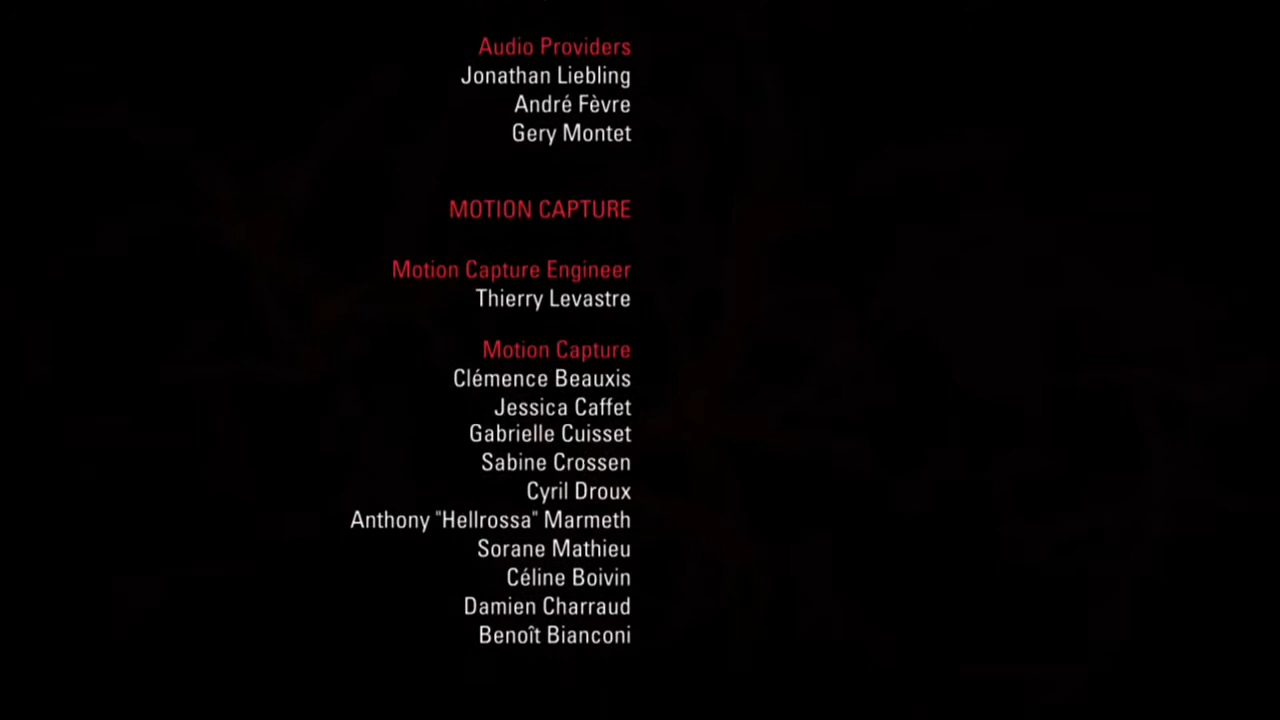 Audio Providers
Jonathan Liebling
André Fèvre
Gery Montet
MOTION CAPTURE
Motion Capture Engineer
Thierry Levastre
Motion Capture
Clémence Beauxis
Jessica Caffet
Gabrielle Cuisset
Sabine Crossen
Cyril Droux
Anthony "Hellrossa" Marmeth
Sorane Mathieu
Céline Boivin
Damien Charraud
Benoît Bianconi